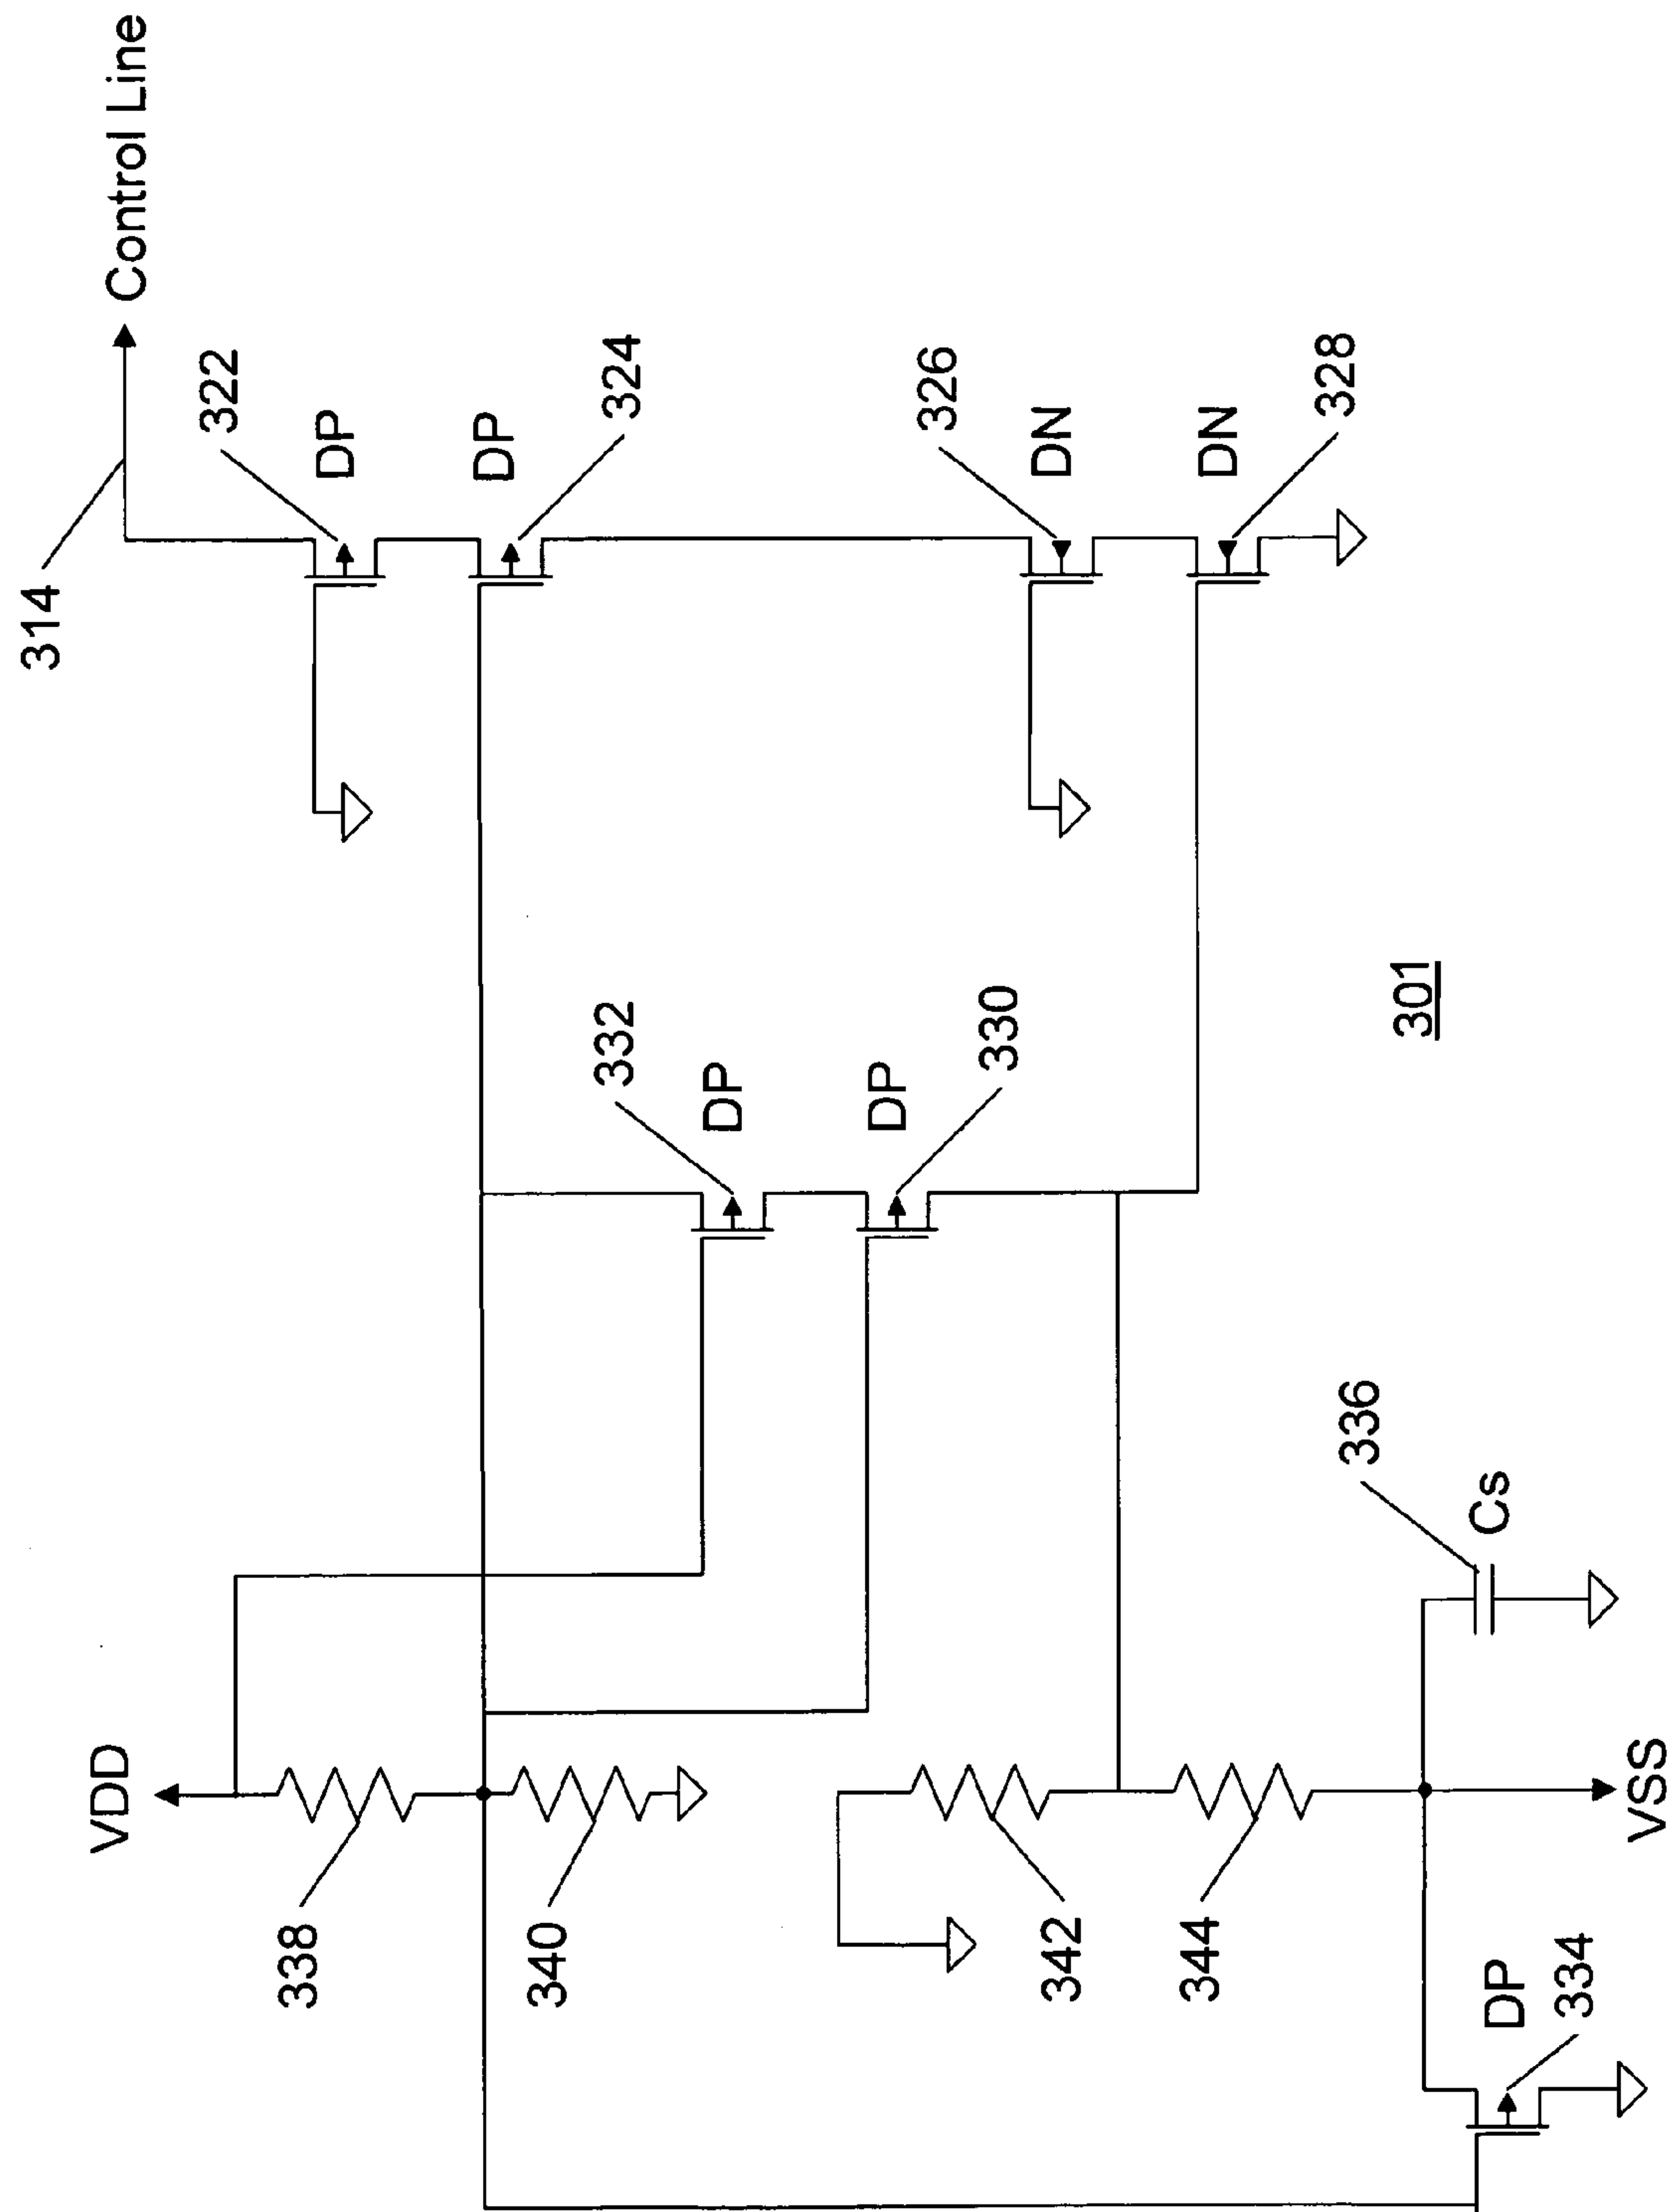 314
Control Line
322
DP
DP
324
326
DN
DN
328
332
DP
DP
330
301
VDD
338
340
342
344
336
Cs
VSS
DP
334